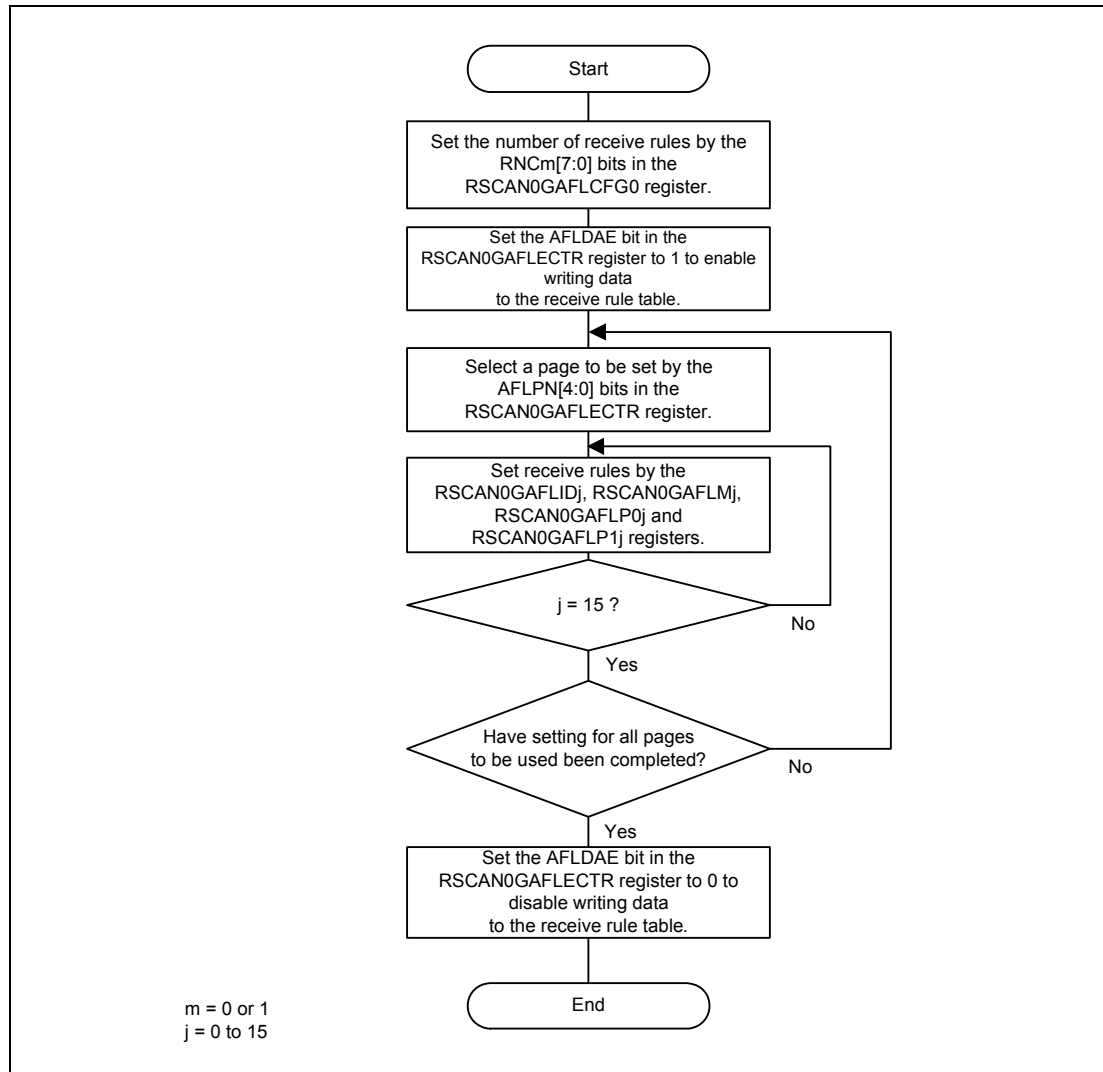 Start
Set the number of receive rules by the
RNCm[7:0] bits in the
RSCAN0GAFLCFG0 register.
Set the AFLDAE bit in the
RSCAN0GAFLECTR register to 1 to enable
writing data
to the receive rule table.
Select a page to be set by the
AFLPN[4:0] bits in the
RSCAN0GAFLECTR register.
Set receive rules by the
RSCAN0GAFLIDj, RSCAN0GAFLMj,
RSCAN0GAFLP0j and
RSCAN0GAFLP1j registers.
j = 15 ?
No
Yes
Have setting for all pages
to be used been completed?
No
Yes
Set the AFLDAE bit in the
RSCAN0GAFLECTR register to 0 to
disable writing data
to the receive rule table.
End
m = 0 or 1
j = 0 to 15